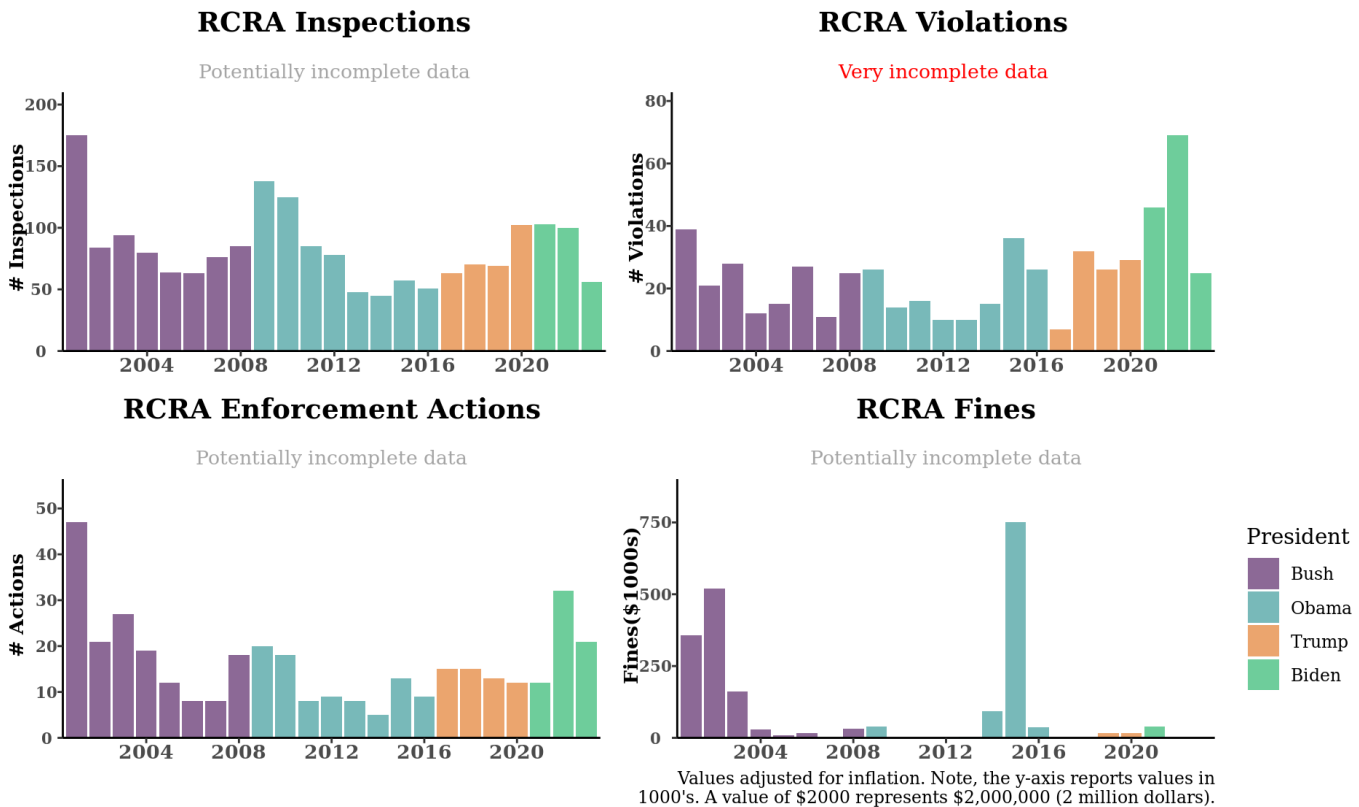 RCRA Inspections
Potentially incomplete data
# Inspections
200
150
100
50
0
2004 2008 2012 2016 2020
RCRA Violations
Very incomplete data
# Violations
80
60
40
20
0
2004 2008 2012 2016 2020
RCRA Enforcement Actions
Potentially incomplete data
# Actions
50
40
30
20
10
0
2004 2008 2012 2016 2020
RCRA Fines
Potentially incomplete data
Fines($1000s)
750
500
250
0
2004 2008 2012 2016 2020
President
Bush
Obama
Trump
Biden
Values adjusted for inflation. Note, the y-axis reports values in
1000's. A value of $2000 represents $2,000,000 (2 million dollars).